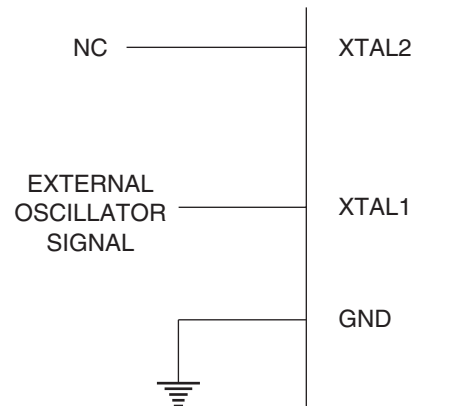 NC
XTAL2
EXTERNAL
OSCILLATOR
SIGNAL
XTAL1
GND